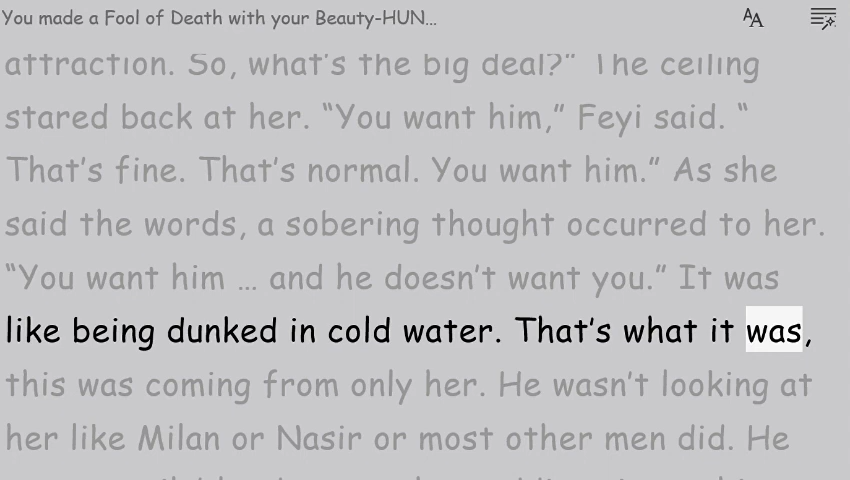 You made a Fool of Death with your Beauty-HUN...
AA
attraction. So, what's the big deal?” The ceiling
stared back at her. “You want him,” Feyi said. “
That’s fine. That’s normal. You want him.” As she
said the words, a sobering thought occurred to her.
“You want him … and he doesn’t want you.” It was
like being dunked in cold water. That’s what it was,
this was coming from only her. He wasn’t looking at
her like Milan or Nasir or most other men did. He